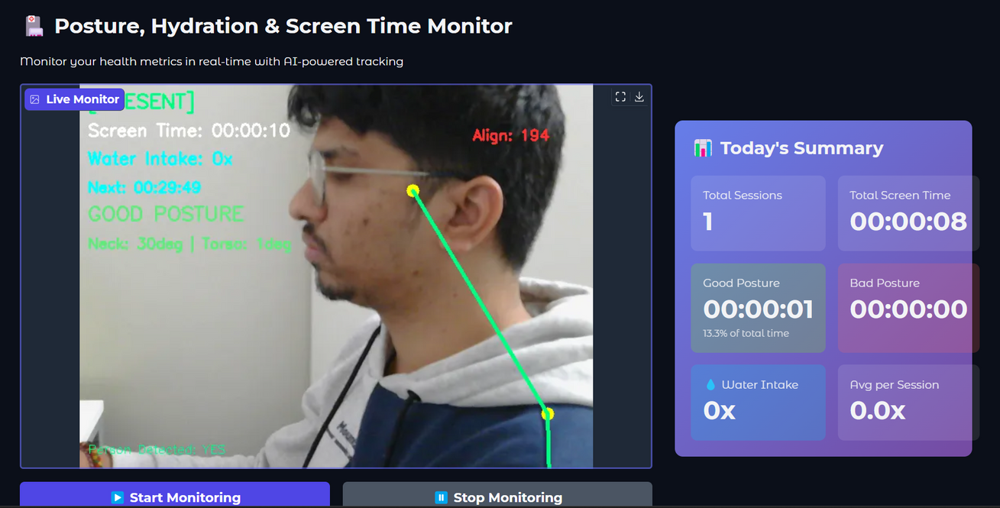 Posture, Hydration & Screen Time Monitor
Monitor your health metrics in real-time with AI-powered tracking
Live Monitor
ESENT]
Screen Time: 00:00:10
Align: 194
Water Intake: 0x
Next: 00:29:49
GOOD POSTURE
Neck: 30deg | Torso: 1deg
Person Detected: YES
Start Monitoring
Stop Monitoring
Today's Summary
Total Sessions
1
Total Screen Time
00:00:08
Good Posture
00:00:01
13.3% of total time
Bad Posture
00:00:00
Water Intake
0x
Avg per Session
0.0x